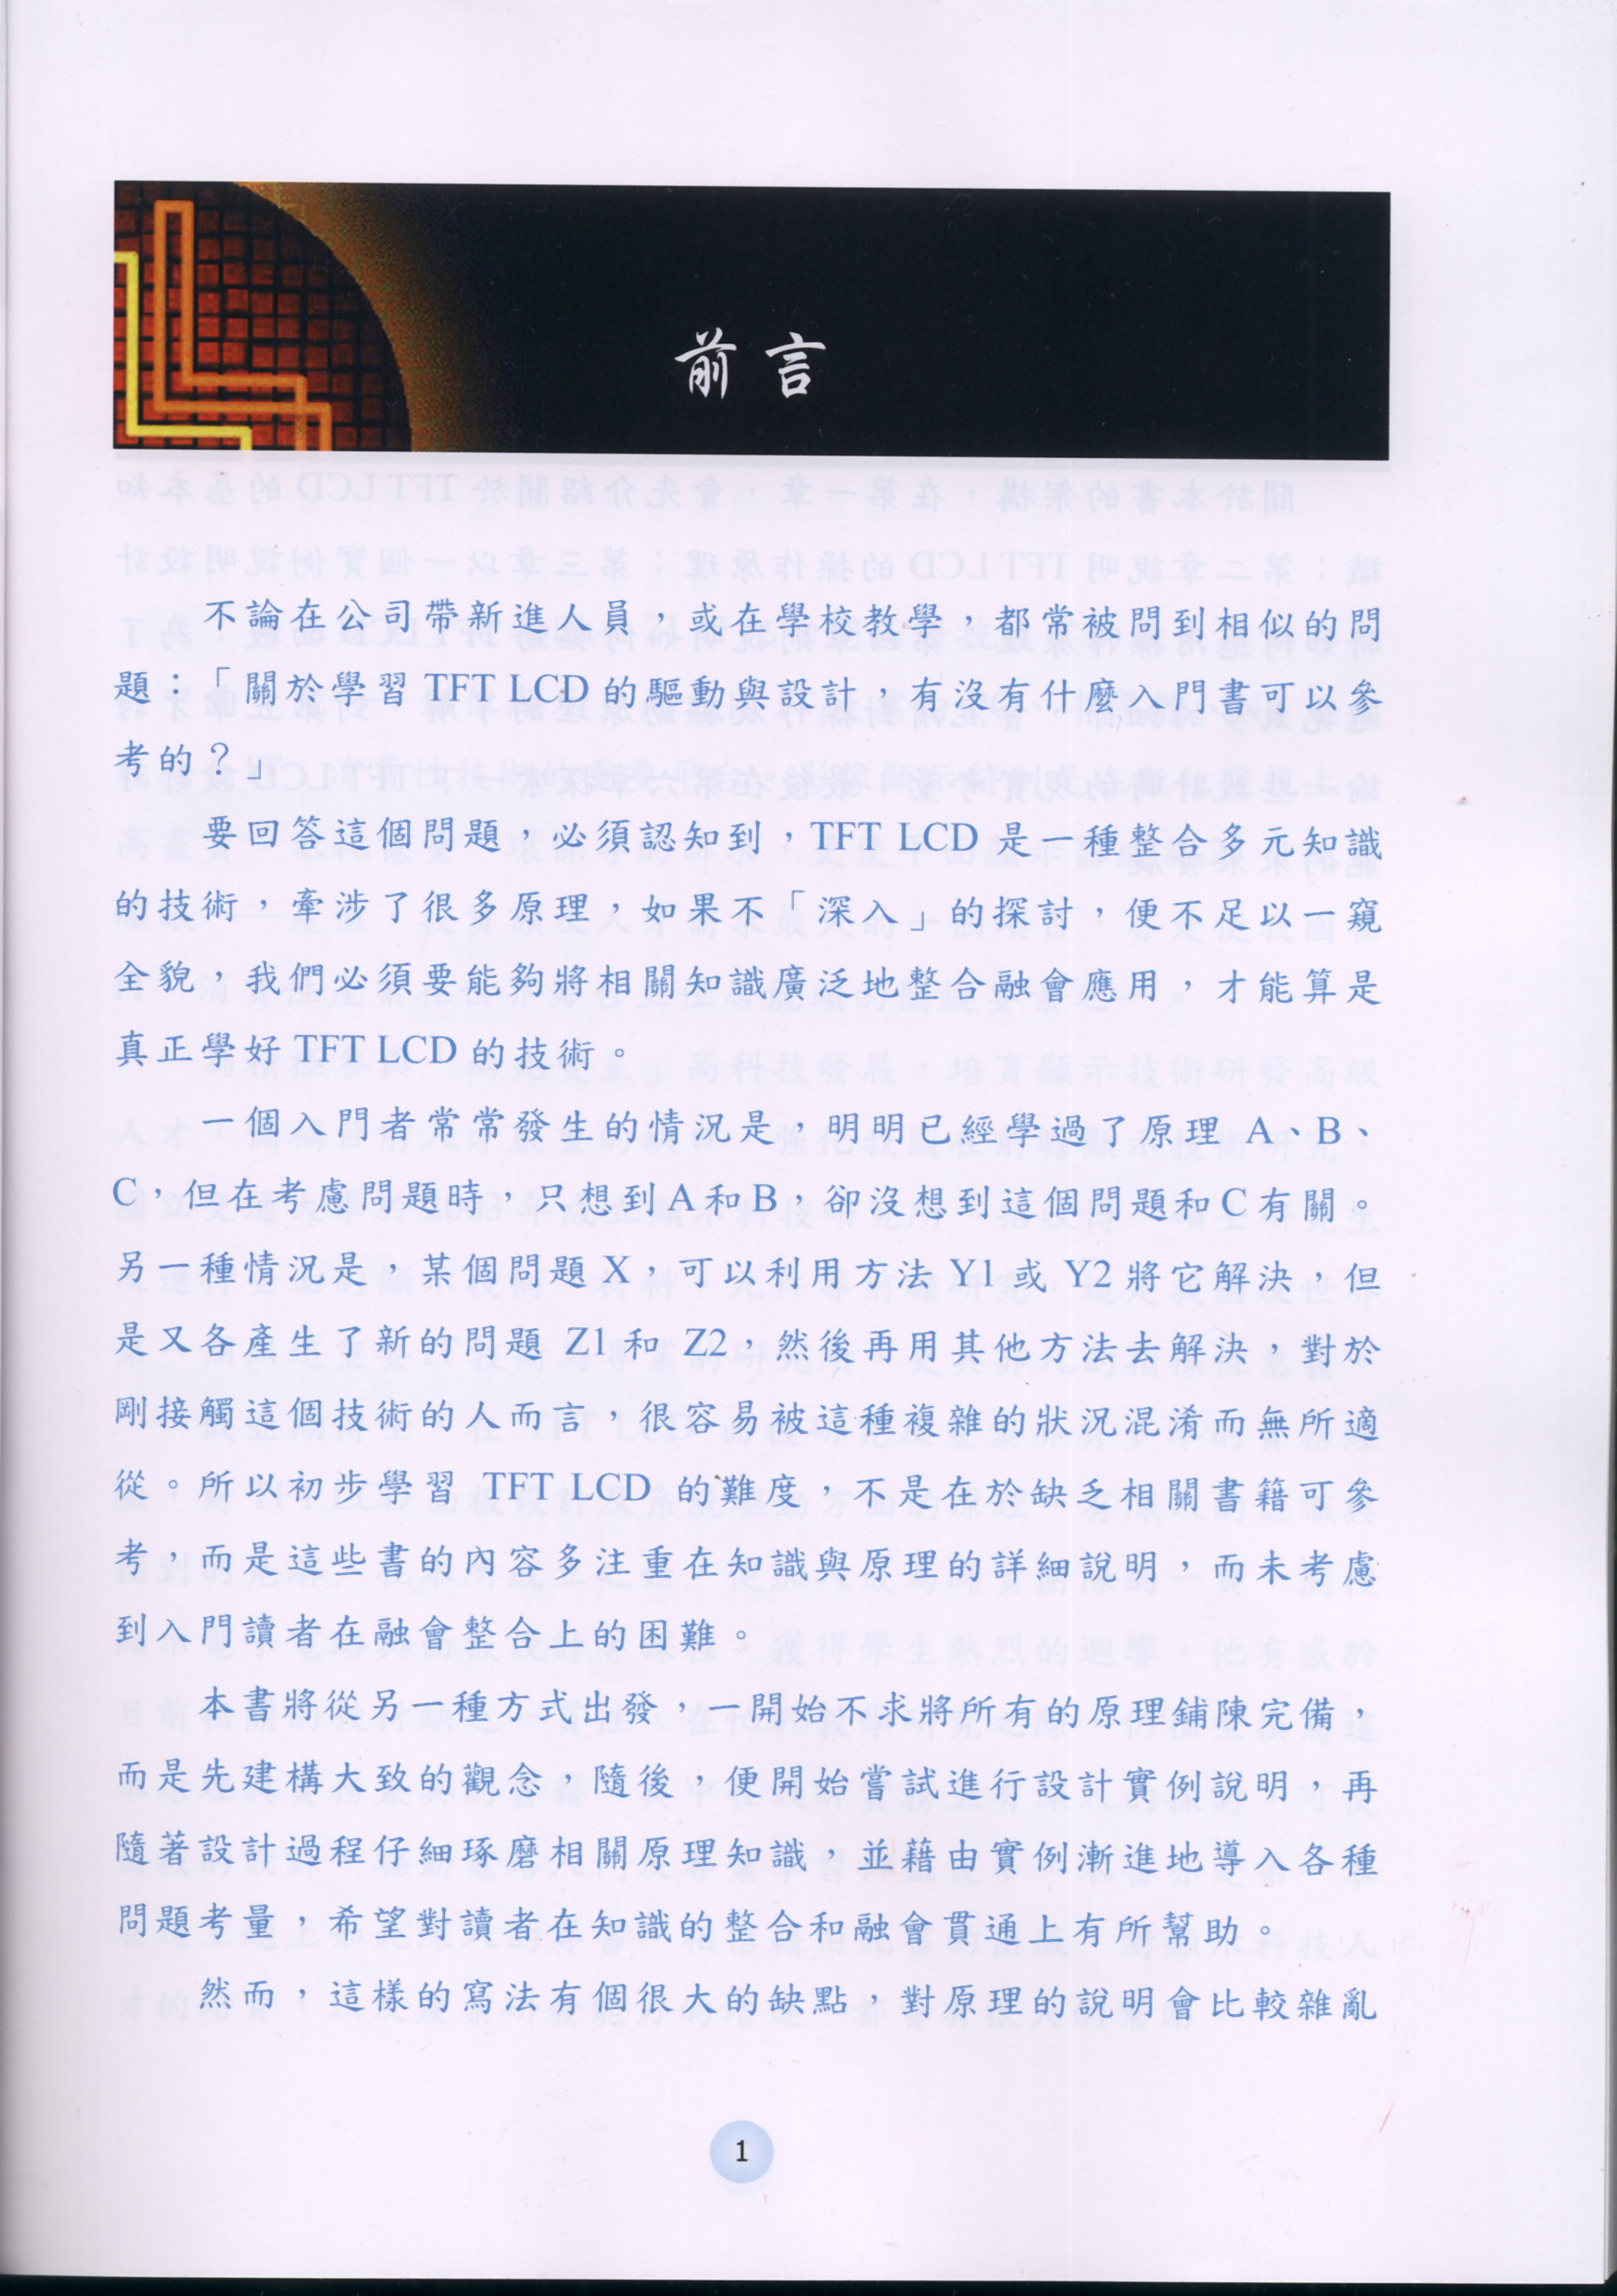 前言
不論在公司帶新進人員，或在學校教學，都常被問到相似的問
題：「關於學習 TFT LCD 的驅動與設計，有沒有什麼入門書可以參
考的？」
要回答這個問題，必須認知到，TFT LCD 是一種整合多元知識
的技術，牽涉了很多原理，如果不「深入」的探討，便不足以一窺
全貌，我們必須要能夠將相關知識廣泛地整合融會應用，才能算是
真正學好 TFT LCD 的技術。
一個入門者常常發生的情況是，明明已經學過了原理 A、B、
C，但在考慮問題時，只想到 A 和 B，卻沒想到這個問題和 C 有關。
另一種情況是，某個問題 X，可以利用方法 Y1 或 Y2 將它解決，但
是又各產生了新的問題 Z1 和 Z2，然後再用其他方法去解決，對於
剛接觸這個技術的人而言，很容易被這種複雜的狀況混淆而無所適
從。所以初步學習 TFT LCD 的難度，不是在於缺乏相關書籍可參
考，而是這些書的內容多注重在知識與原理的詳細說明，而未考慮
到入門讀者在融會整合上的困難。
本書將從另一種方式出發，一開始不求將所有的原理鋪陳完備，
而是先建構大致的觀念，隨後，便開始嘗試進行設計實例說明，再
隨著設計過程仔細琢磨相關原理知識，並藉由實例漸進地導入各種
問題考量，希望對讀者在知識的整合和融會貫通上有所幫助。
然而，這樣的寫法有個很大的缺點，對原理的說明會比較雜亂
1